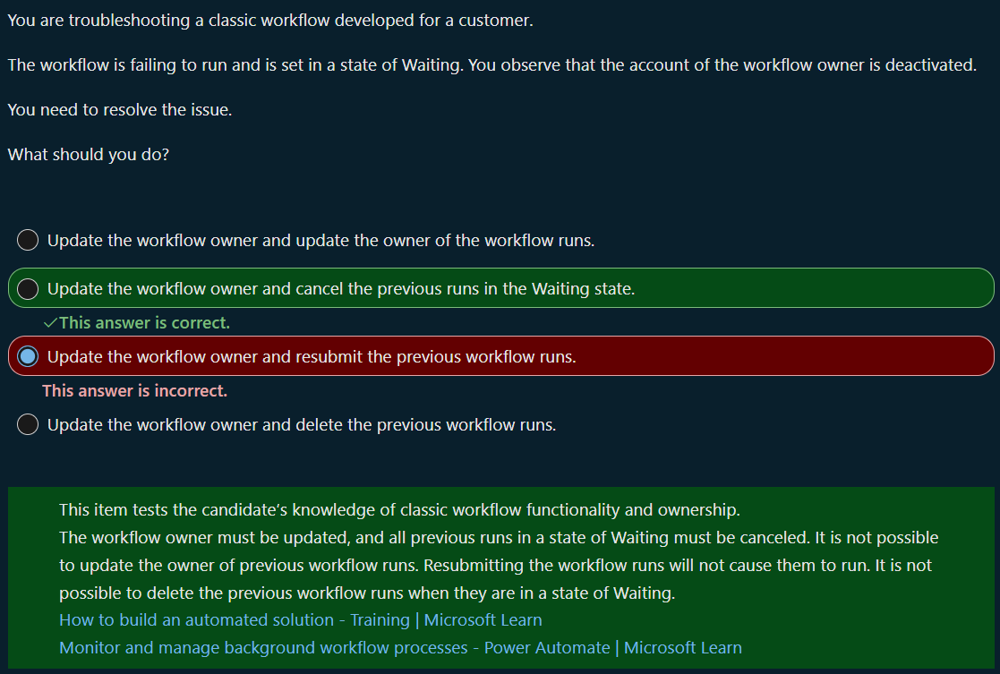 You are troubleshooting a classic workflow developed for a customer.
The workflow is failing to run and is set in a state of Waiting. You observe that the account of the workflow owner is deactivated.
You need to resolve the issue.
What should you do?
Update the workflow owner and update the owner of the workflow runs.
Update the workflow owner and cancel the previous runs in the Waiting state.
✓This answer is correct.
Update the workflow owner and resubmit the previous workflow runs.
This answer is incorrect.
Update the workflow owner and delete the previous workflow runs.
This item tests the candidate’s knowledge of classic workflow functionality and ownership.
The workflow owner must be updated, and all previous runs in a state of Waiting must be canceled. It is not possible
to update the owner of previous workflow runs. Resubmitting the workflow runs will not cause them to run. It is not
possible to delete the previous workflow runs when they are in a state of Waiting.
How to build an automated solution - Training | Microsoft Learn
Monitor and manage background workflow processes - Power Automate | Microsoft Learn